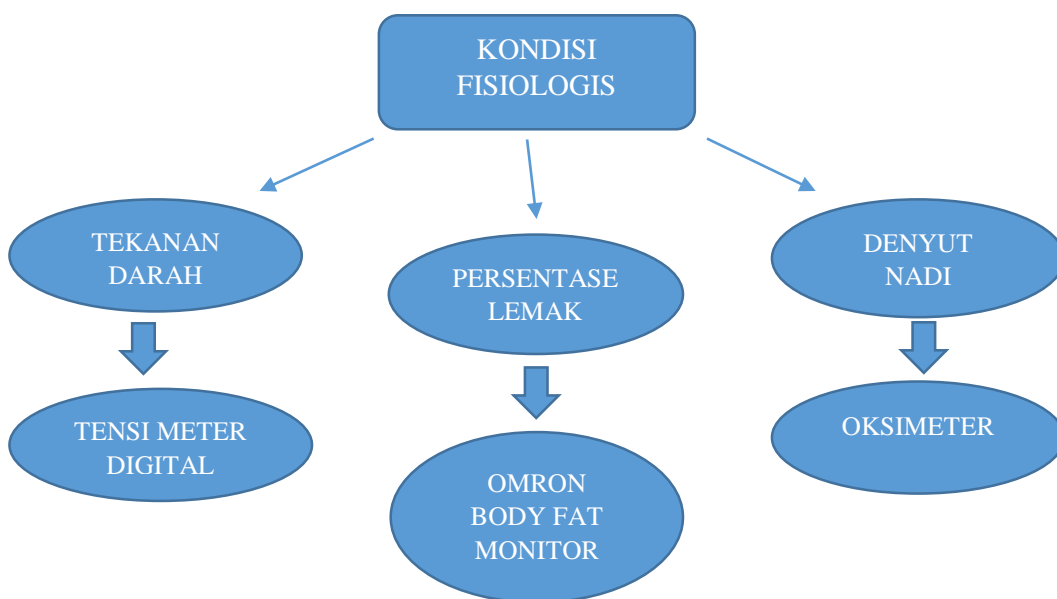 KONDISI
FISIOLOGIS
TEKANAN
DARAH
PERSENTASE
LEMAK
DENYUT
NADI
TENSI METER
DIGITAL
OMRON
BODY FAT
MONITOR
OKSIMETER